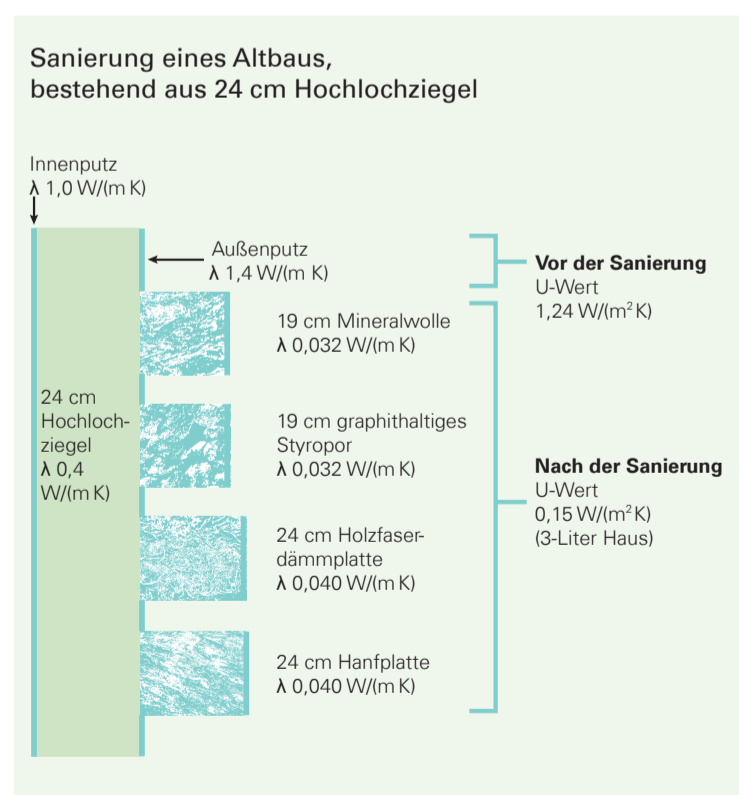 Sanierung eines Altbaus,
bestehend aus 24 cm Hochlochziegel
Innenputz
λ 1,0 W/(m K)
Außenputz
λ 1,4 W/(m K)
Vor der Sanierung
U-Wert
1,24 W/(m² K)
19 cm Mineralwolle
λ 0,032 W/(m K)
24 cm
Hochloch-
ziegel
λ 0,4
W/(m K)
19 cm graphithaltiges
Styropor
λ 0,032 W/(m K)
Nach der Sanierung
U-Wert
0,15 W/(m² K)
(3-Liter Haus)
24 cm Holzfaser-
dämmplatte
λ 0,040 W/(m K)
24 cm Hanfplatte
λ 0,040 W/(m K)